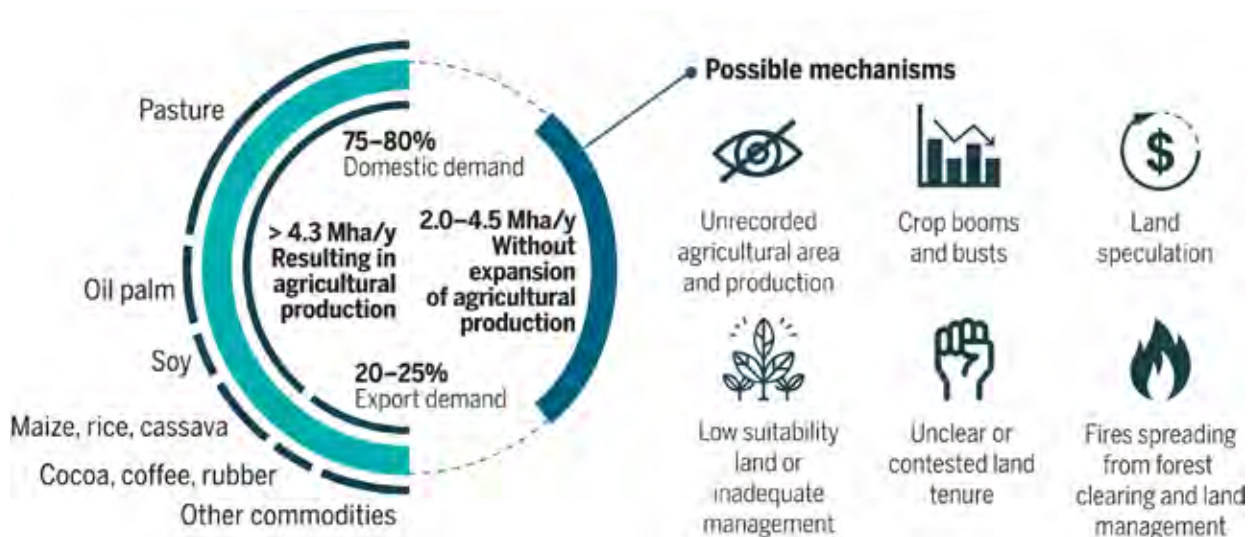 Pasture
Oil palm
Soy
Maize, rice, cassava
Cocoa, coffee, rubber
Other commodities
75–80%
Domestic demand
> 4.3 Mha/y
Resulting in
agricultural
production
2.0–4.5 Mha/y
Without
expansion
of agricultural
production
20–25%
Export demand
Possible mechanisms
Unrecorded
agricultural area
and production
Crop booms
and busts
$
Land
speculation
Low suitability
land or
inadequate
management
Unclear or
contested land
tenure
Fires spreading
from forest
clearing and land
management